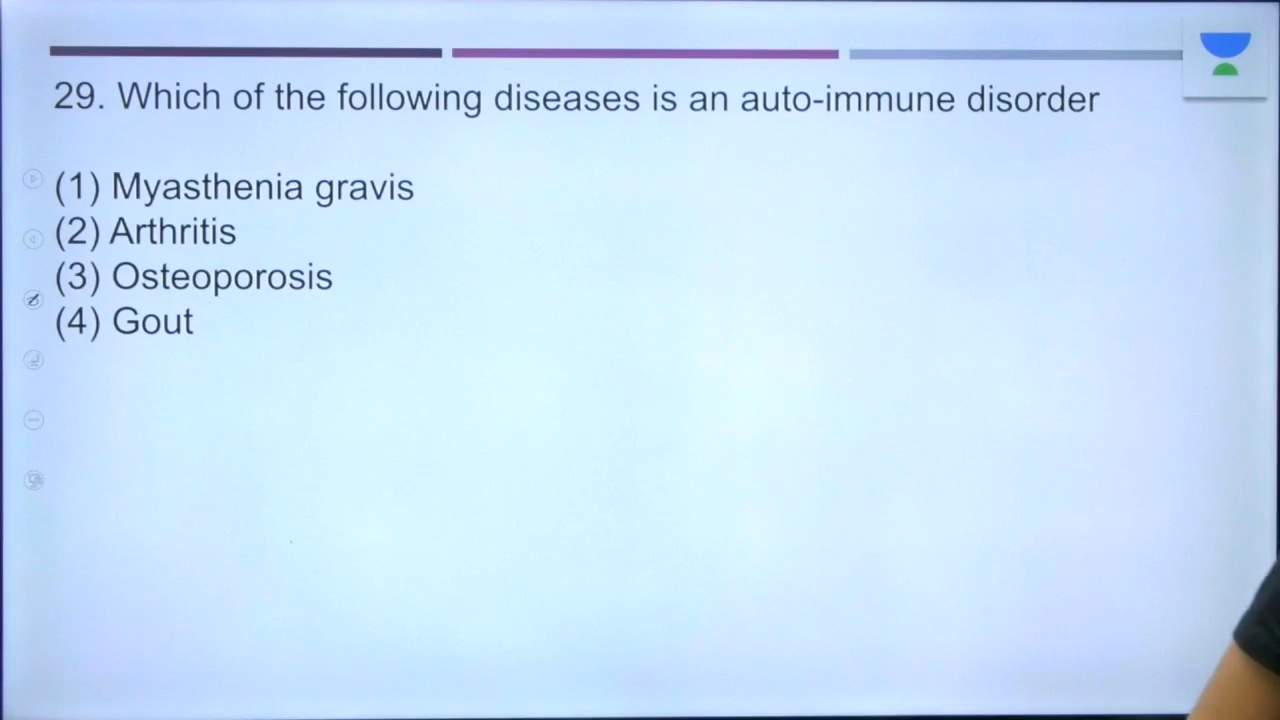 29. Which of the following diseases is an auto-immune disorder
(1) Myasthenia gravis
(2) Arthritis
(3) Osteoporosis
(4) Gout